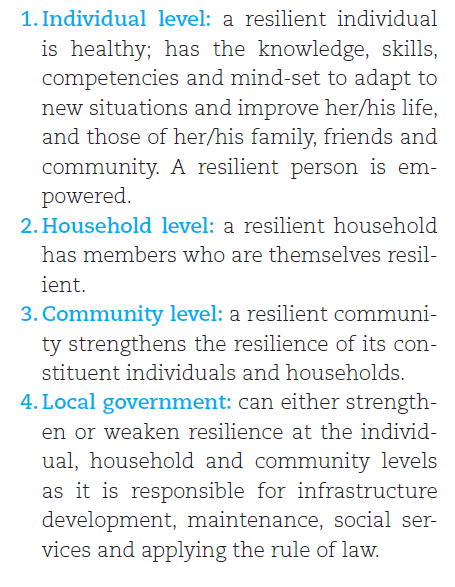 1. Individual level: a resilient individual
is healthy; has the knowledge, skills,
competencies and mind-set to adapt to
new situations and improve her/his life,
and those of her/his family, friends and
community. A resilient person is em-
powered.
2. Household level: a resilient household
has members who are themselves resil-
ient.
3. Community level: a resilient communi-
ty strengthens the resilience of its con-
stituent individuals and households.
4. Local government: can either strength-
en or weaken resilience at the individ-
ual, household and community levels
as it is responsible for infrastructure
development, maintenance, social ser-
vices and applying the rule of law.